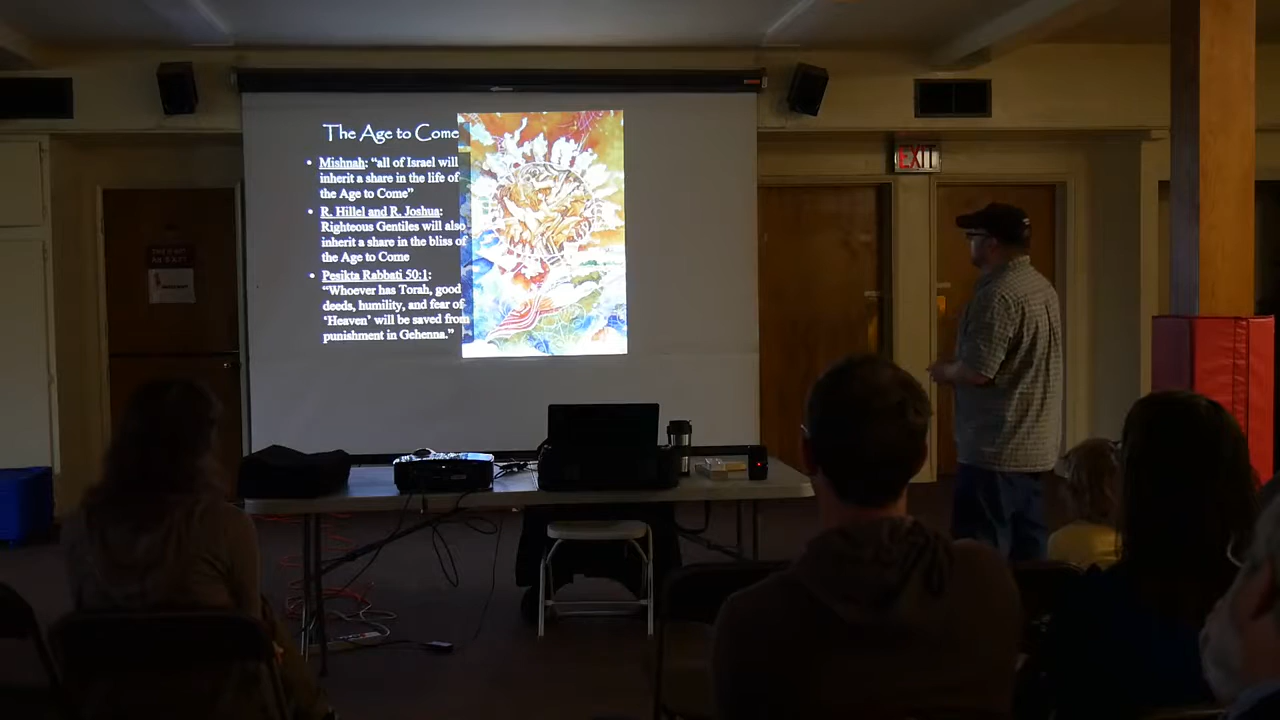 The Age to Come
• Mishnah: “all of Israel will
inherit a share in the life of
the Age to Come”
• R. Hillel and R. Joshua:
Righteous Gentiles will also
inherit a share in the bliss of
the Age to Come
• Pesikta Rabbati 50:1:
“Whoever has Torah, good
deeds, humility, and fear of
‘Heaven’ will be saved from
punishment in Gehenna.”
EXIT